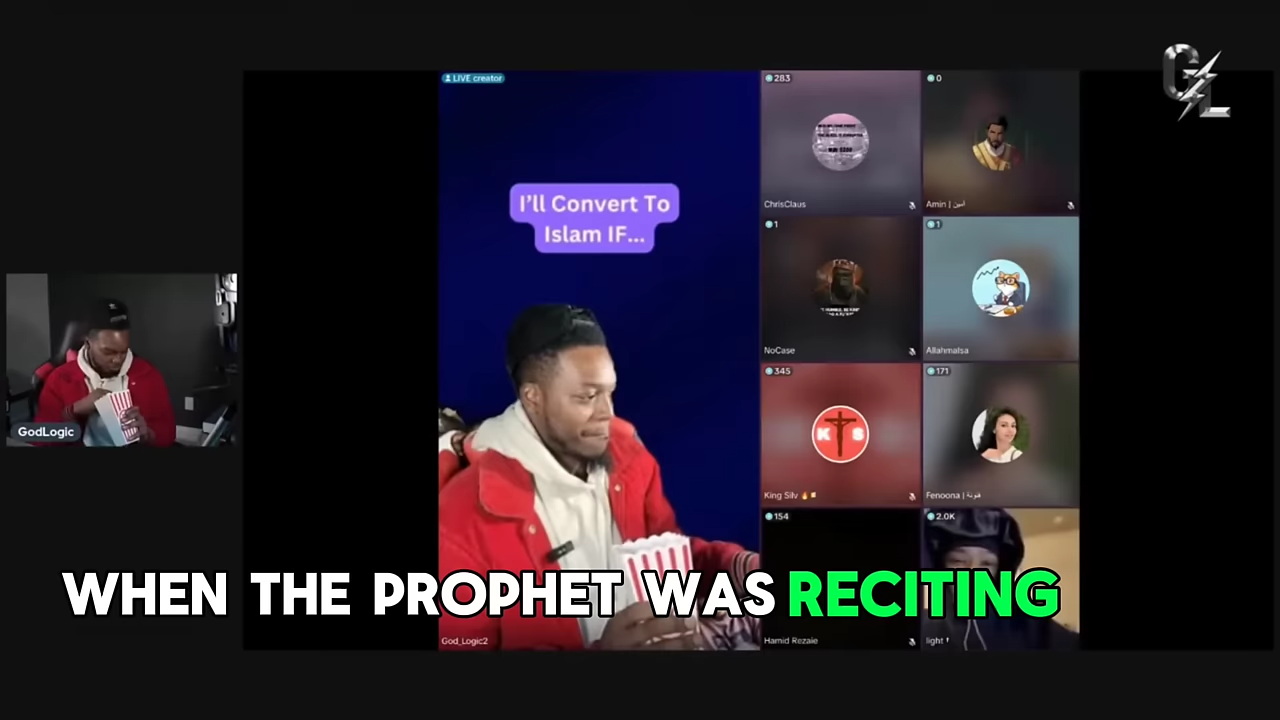 GL
LIVE creator
I'll Convert To
Islam IF...
God_Logic2
GodLogic
283
ChrisClaus
0
Amin | أمين
1
NoCase
1
Allahmalsa
345
K S
King Silv
171
Fenoona | فنونة
154
Hamid Rezaie
2.0K
light
WHEN THE PROPHET WAS RECITING